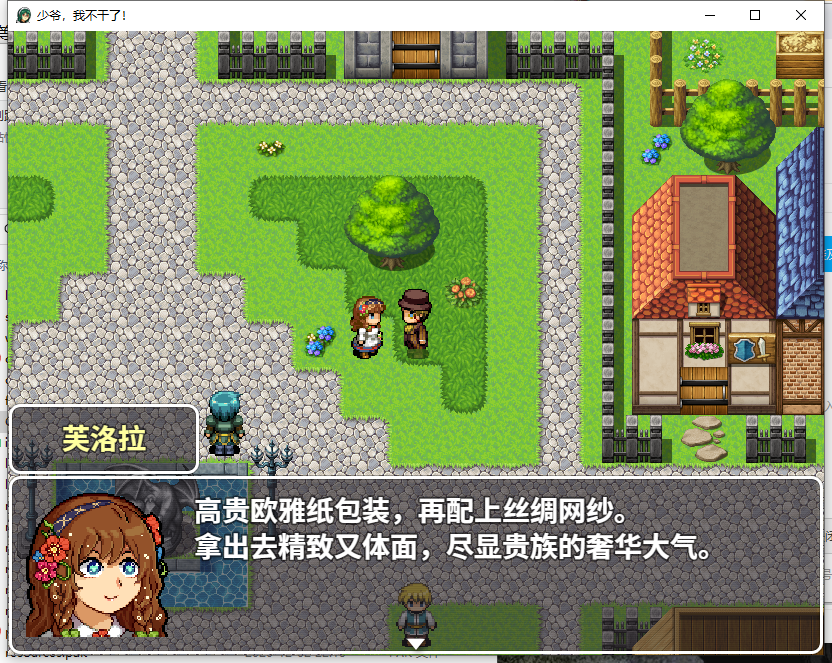 少爷，我不干了！
芙洛拉
高贵欧雅纸包装，再配上丝绸网纱。
拿出去精致又体面，尽显贵族的奢华大气。